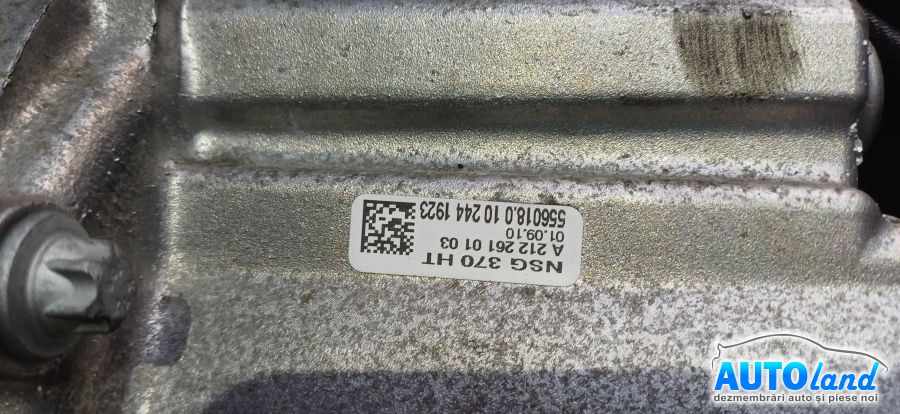 NSG 370 HT
A 212 261 01 03
01.09.10
556018.0 10 244 1923
AUTOland
dezmembrări auto și piese noi